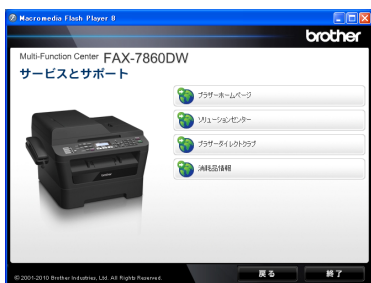 Macromedia Flash Player 8
brother
Multi-Function Center FAX-7860DW
サービスとサポート
ブラザーホームページ
ソリューションセンター
ブラザーダイレクトクラブ
消耗品情報
© 2001-2010 Brother Industries, Ltd. All Rights Reserved.
戻る
終了